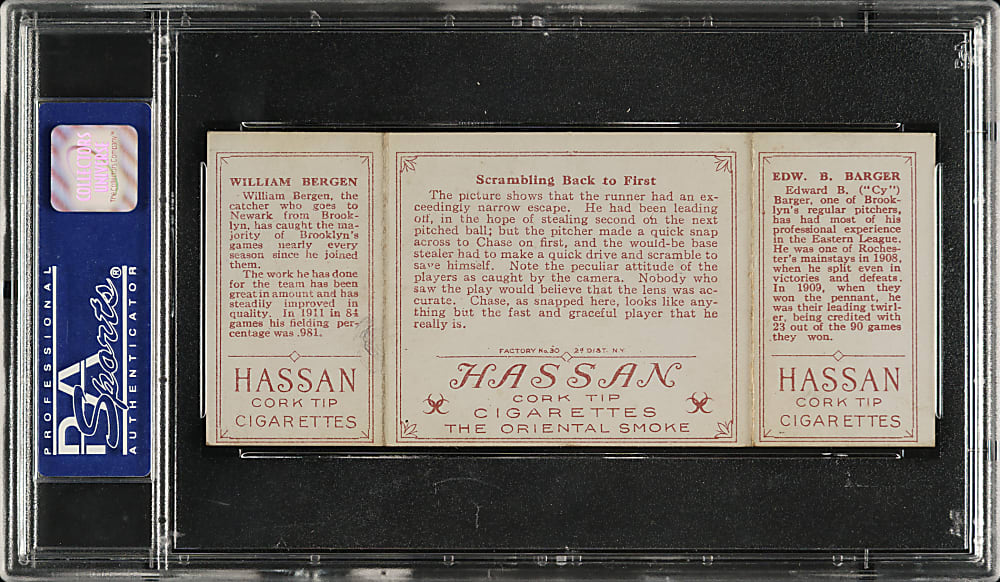 COLLECTORS
UNIVERSE
PROFESSIONAL
PSA
Sports
AUTHENTICATOR
®
WILLIAM BERGEN
William Bergen, the
catcher who goes to
Newark from Brook-
lyn, has caught the ma-
jority of Brooklyn's
games nearly every
season since he joined
them.
The work he has done
for the team has been
great in amount and has
steadily improved in
quality. In 1911 in 84
games his fielding per-
centage was .981.
HASSAN
CORK TIP
CIGARETTES
Scrambling Back to First
The picture shows that the runner had an ex-
ceedingly narrow escape. He had been leading
off, in the hope of stealing second on the next
pitched ball; but the pitcher made a quick snap
across to Chase on first, and the would-be base
stealer had to make a quick drive and scramble to
save himself. Note the peculiar attitude of the
players as caught by the camera. Nobody who
saw the play would believe that the lens was ac-
curate. Chase, as snapped here, looks like any-
thing but the fast and graceful player that he
really is.
FACTORY No. 30 2d DIST. N.Y.
HASSAN
CORK TIP
CIGARETTES
THE ORIENTAL SMOKE
EDW. B. BARGER
Edward B. ("Cy")
Barger, one of Brook-
lyn's regular pitchers,
has had most of his
professional experience
in the Eastern League.
He was one of Roches-
ter's mainstays in 1908,
when he split even in
victories and defeats.
In 1909, when they
won the pennant, he
was their leading twirl-
er, being credited with
23 out of the 90 games
they won.
HASSAN
CORK TIP
CIGARETTES